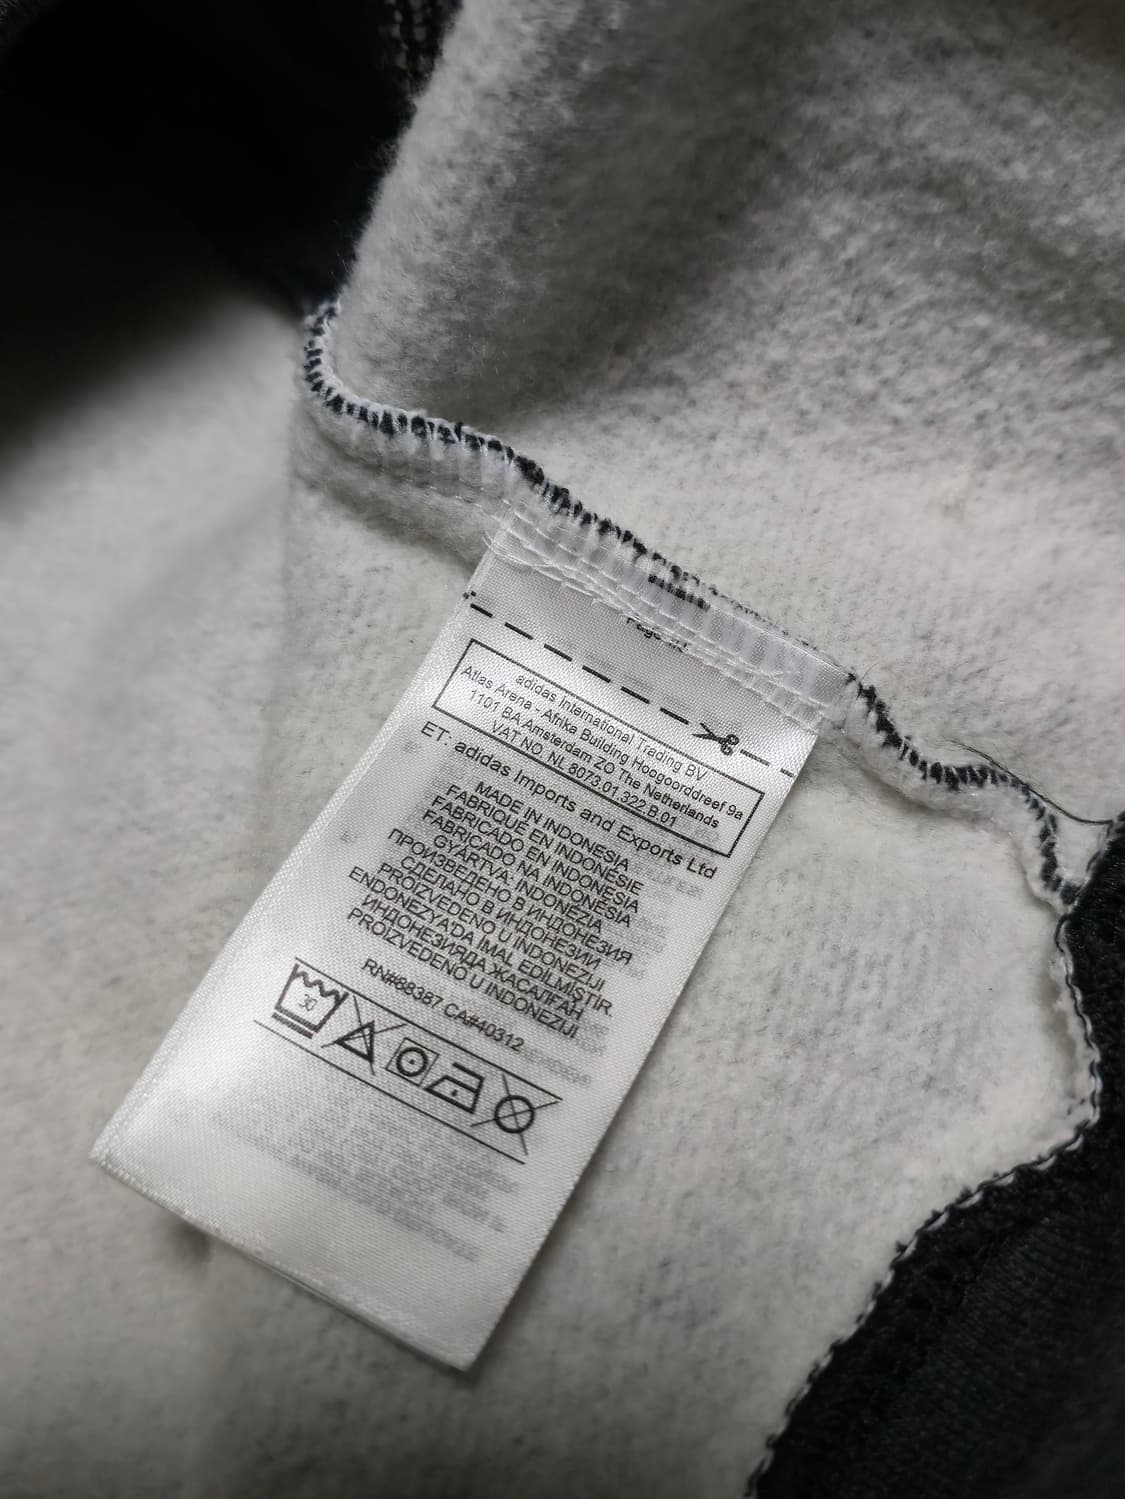 adidas International Trading BV
Atlas Arena - Afrika Building Hoogoorddreef 9a
1101 BA Amsterdam ZO The Netherlands
VAT NO. NL 8073.01.322.B.01
ET: adidas Imports and Exports Ltd
MADE IN INDONESIA
FABRIQUÉ EN INDONÉSIE
FABRICADO EN INDONESIA
FABRICADO NA INDONÉSIA
GYÁRTVA: INDONÉZIA
ПРОИЗВЕДЕНО В ИНДОНЕЗИЯ
СДЕЛАНО В ИНДОНЕЗИИ
PROIZVEDENO U INDONEZIJI
ENDONEZYA'DA IMAL EDILMIŞTIR.
ИНДОНЕЗИЯДА ЖАСАЛҒАН
PROIZVEDENO U INDONEZIJI
RN#88387 CA#40312
30